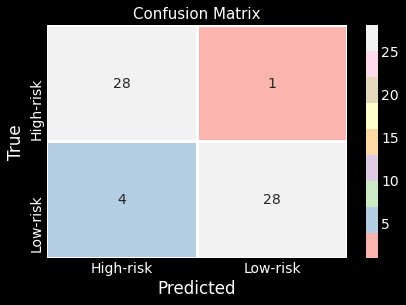 Confusion Matrix
True
High-risk
Low-risk
28
1
4
28
High-risk
Low-risk
Predicted
25
20
15
10
5